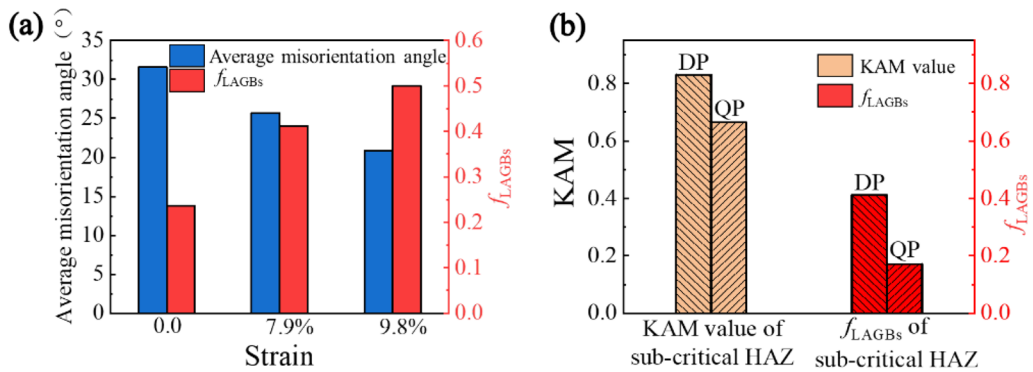 (a)
Average misorientation angle (°)
35
30
25
20
15
10
5
0
Average misorientation angle
fLAGBs
0.6
0.5
0.4
0.3
0.2
0.1
0.0
fLAGBs
0.0 7.9% 9.8%
Strain
(b)
KAM
0.8
0.6
0.4
0.2
0.0
DP
QP
DP
QP
KAM value
fLAGBs
0.8
0.6
0.4
0.2
0.0
fLAGBs
KAM value of
sub-critical HAZ
fLAGBs of
sub-critical HAZ